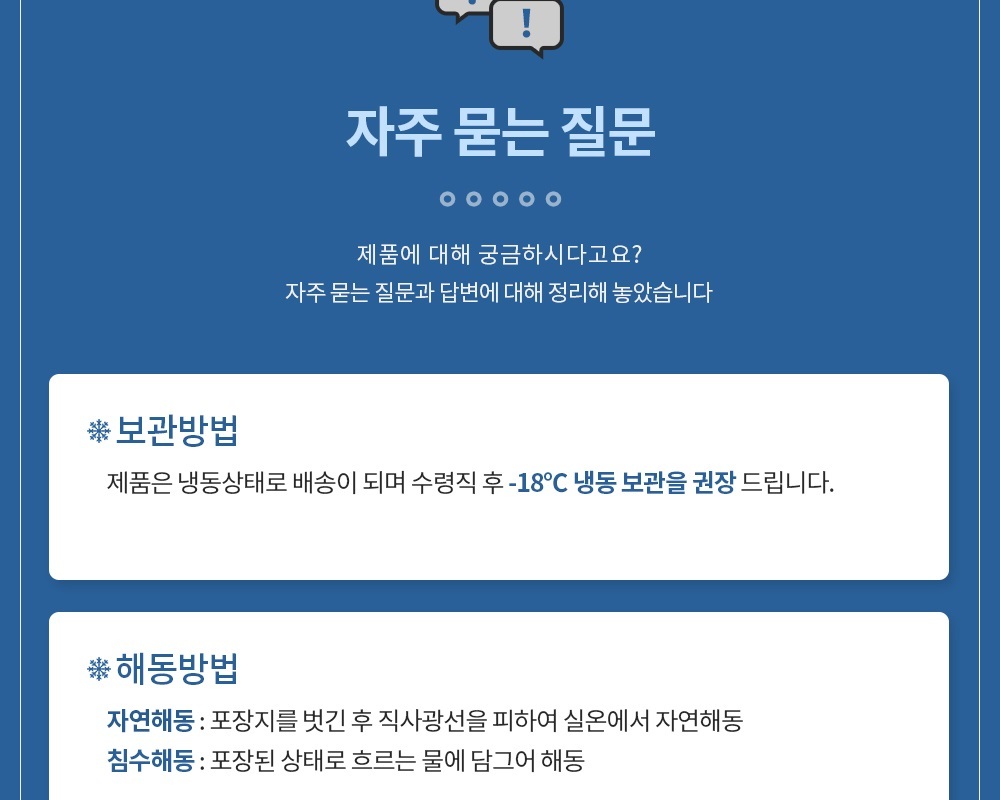 !
자주 묻는 질문
제품에 대해 궁금하시다고요?
자주 묻는 질문과 답변에 대해 정리해 놓았습니다
보관방법
제품은 냉동상태로 배송이 되며 수령직 후 -18℃ 냉동 보관을 권장 드립니다.
해동방법
자연해동 : 포장지를 벗긴 후 직사광선을 피하여 실온에서 자연해동
침수해동 : 포장된 상태로 흐르는 물에 담그어 해동